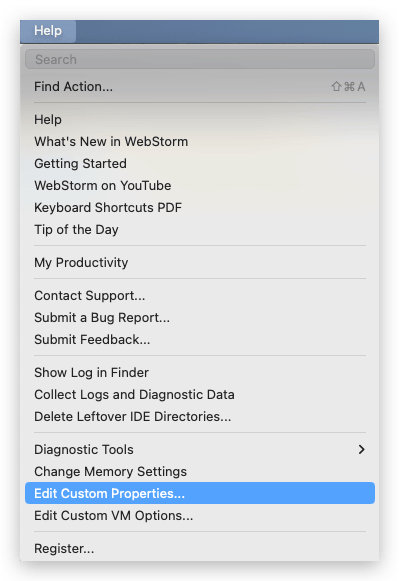 Help
Search
Find Action... ⇧⌘A
Help
What's New in WebStorm
Getting Started
WebStorm on YouTube
Keyboard Shortcuts PDF
Tip of the Day
My Productivity
Contact Support...
Submit a Bug Report...
Submit Feedback...
Show Log in Finder
Collect Logs and Diagnostic Data
Delete Leftover IDE Directories...
Diagnostic Tools
Change Memory Settings
Edit Custom Properties...
Edit Custom VM Options...
Register...